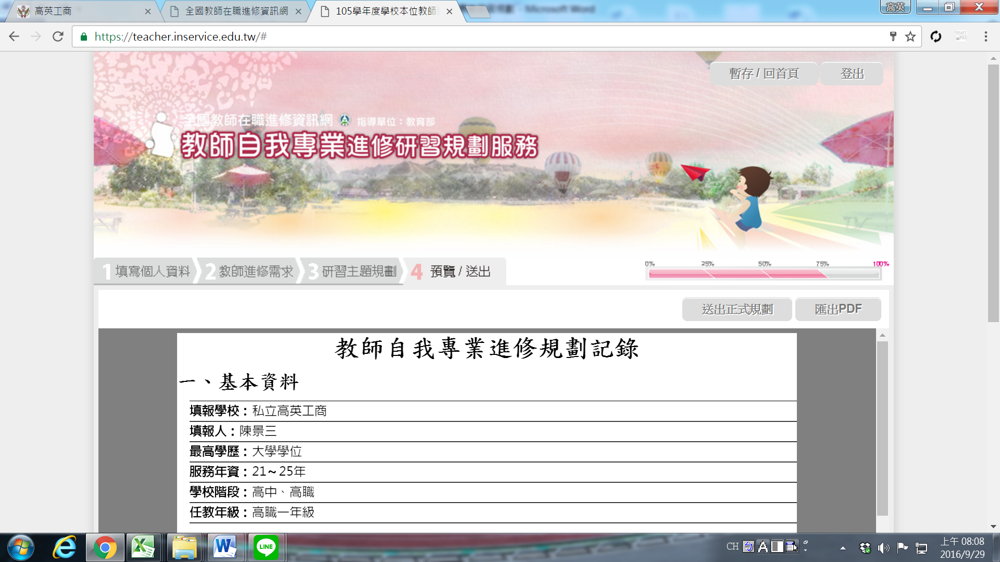 高英工商
全國教師在職進修資訊網
105學年度學校本位教師
Microsoft Word
高英
https://teacher.inservice.edu.tw/#
Smart
PKI
暫存 / 回首頁
登出
全國教師在職進修資訊網 指導單位：教育部
教師自我專業進修研習規劃服務
1 填寫個人資料
2 教師進修需求
3 研習主題規劃
4 預覽 / 送出
0% 25% 50% 75% 100%
送出正式規劃
匯出PDF
教師自我專業進修規劃記錄
一、基本資料
填報學校：私立高英工商
填報人：陳景三
最高學歷：大學學位
服務年資：21～25年
學校階段：高中、高職
任教年級：高職一年級
LINE
CH
上午 08:08
2016/9/29